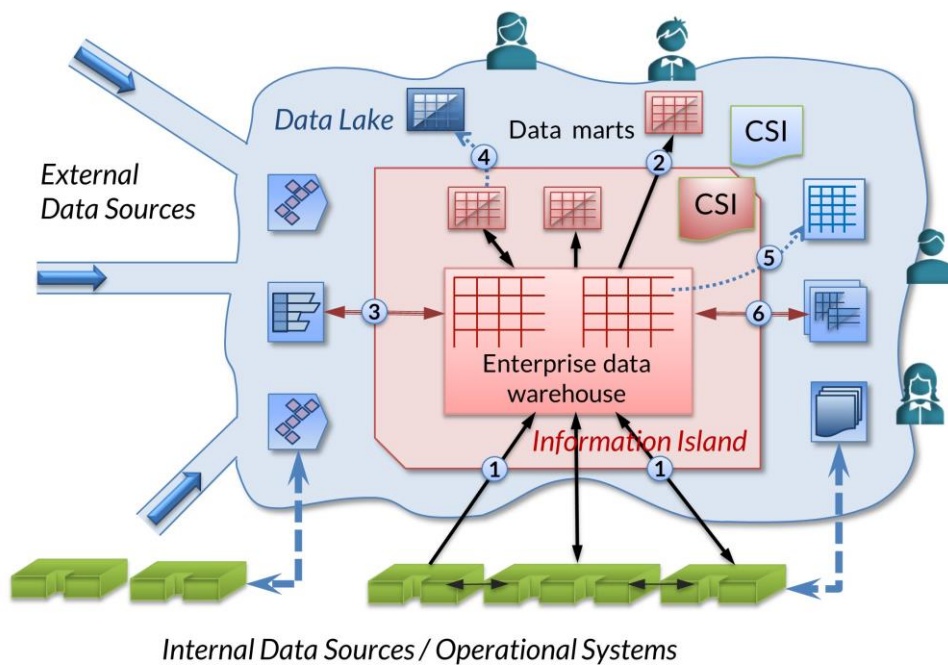 Data Lake
Data marts
CSI
4
2
External
Data Sources
CSI
5
3
6
Enterprise data
warehouse
Information Island
1
1
Internal Data Sources / Operational Systems